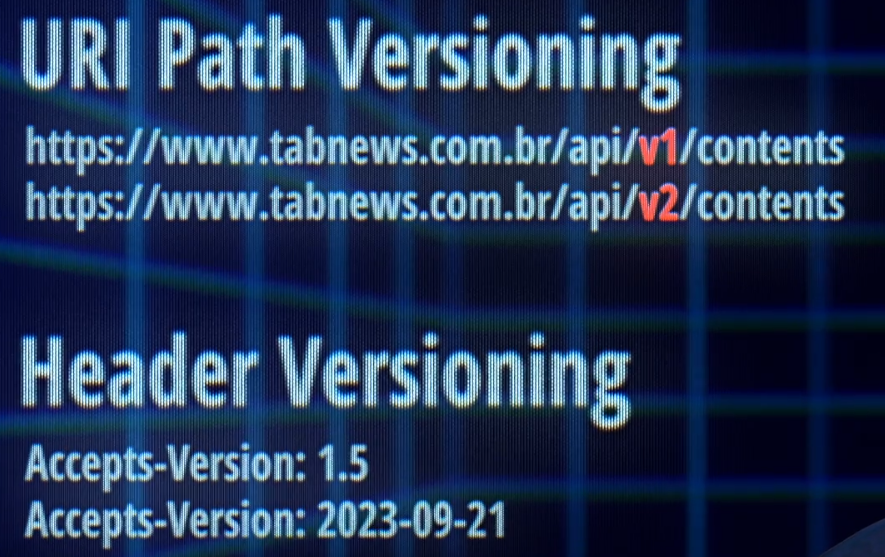 URI Path Versioning
https://www.tabnews.com.br/api/v1/contents
https://www.tabnews.com.br/api/v2/contents
Header Versioning
Accepts-Version: 1.5
Accepts-Version: 2023-09-21